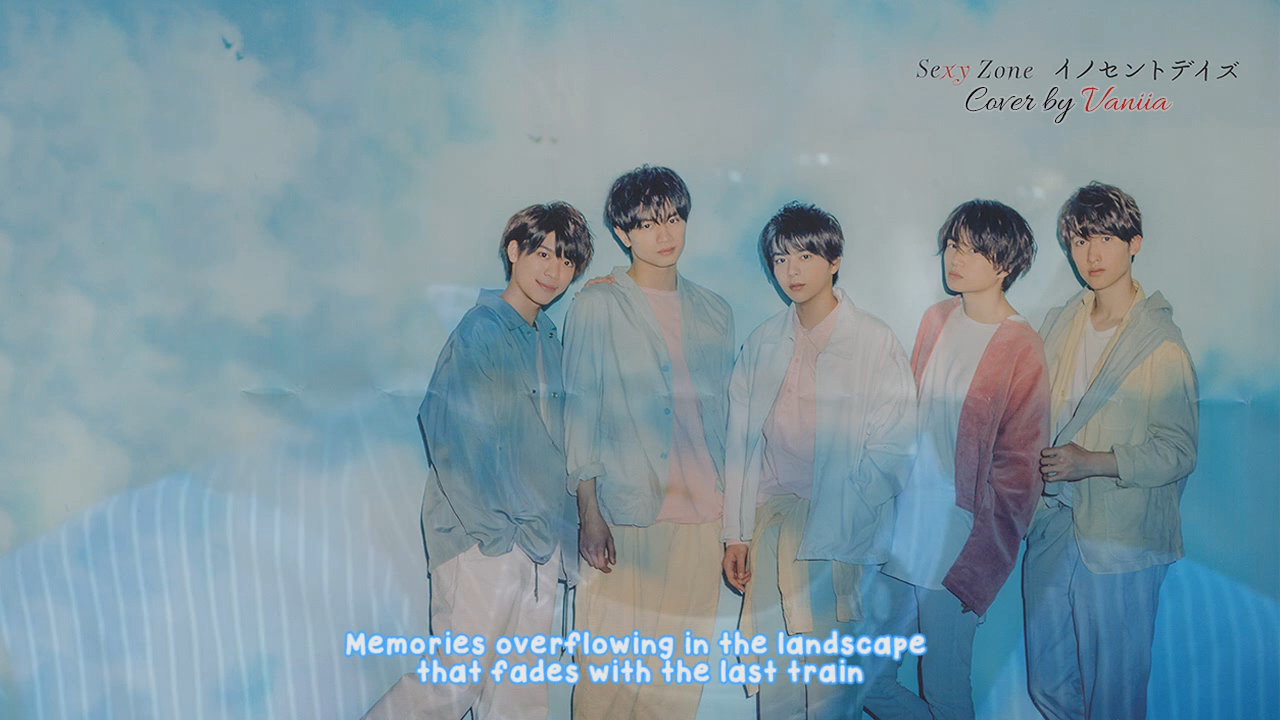 Sexy Zone イノセントデイズ
Cover by Vaniia
Memories overflowing in the landscape
that fades with the last train